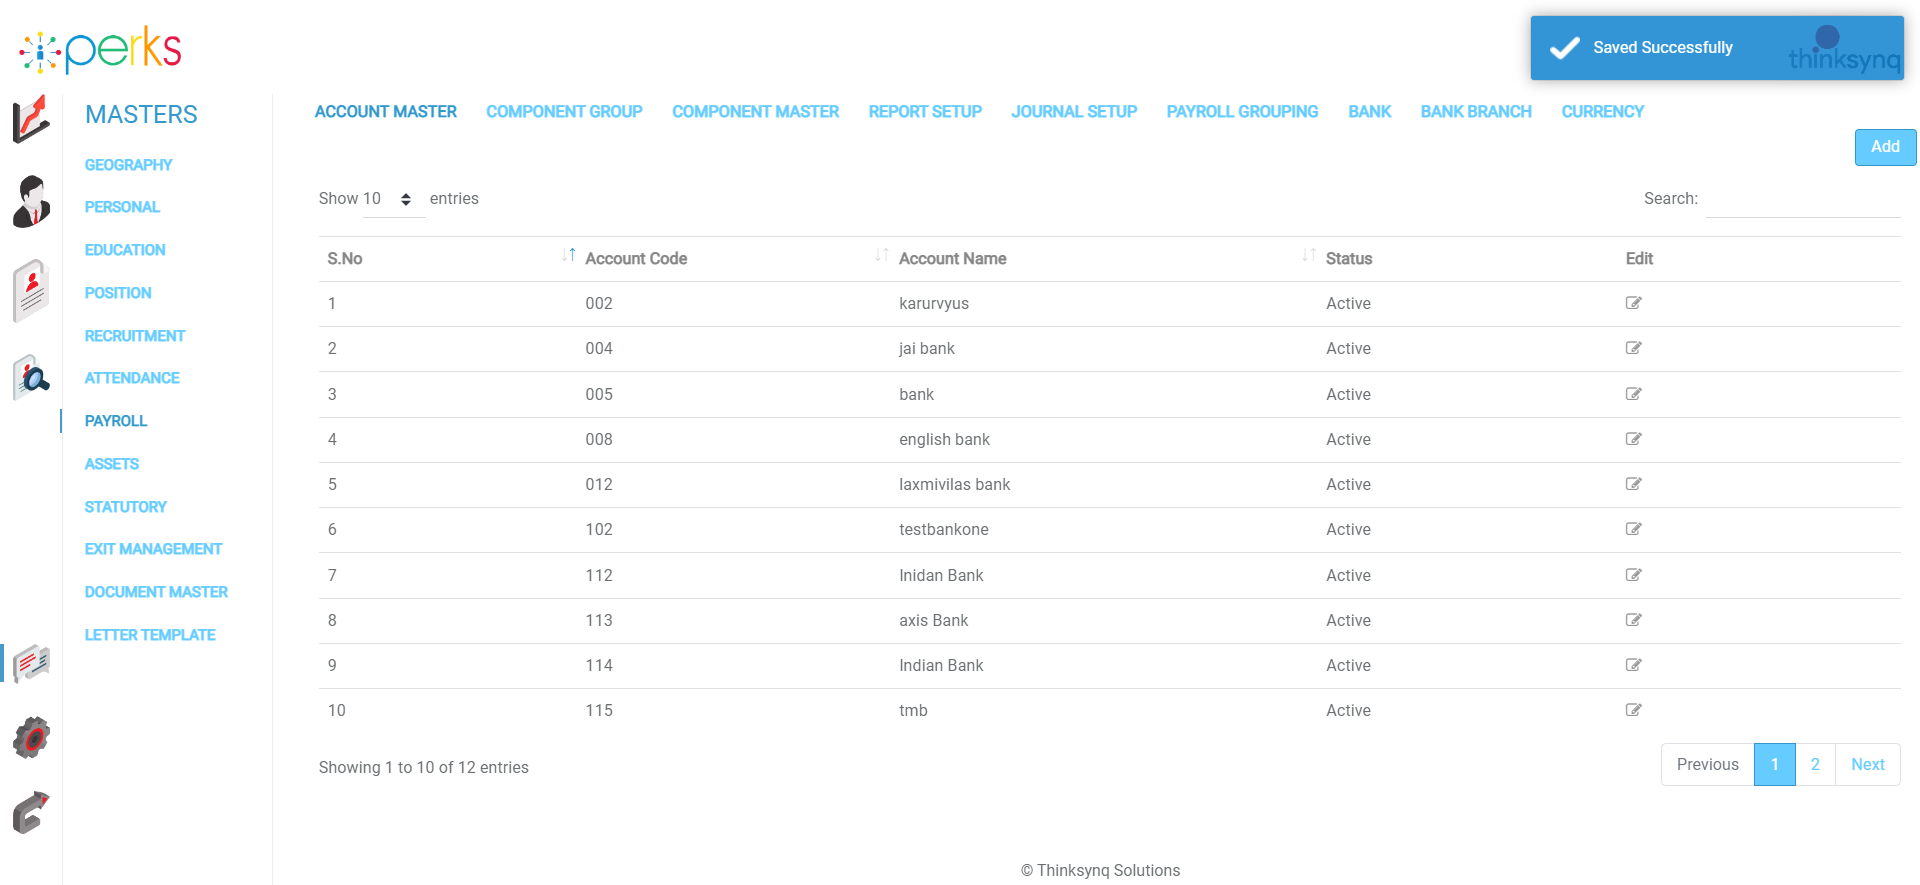 i perks
Saved Successfully
thinksynq
MASTERS
GEOGRAPHY
PERSONAL
EDUCATION
POSITION
RECRUITMENT
ATTENDANCE
PAYROLL
ASSETS
STATUTORY
EXIT MANAGEMENT
DOCUMENT MASTER
LETTER TEMPLATE
ACCOUNT MASTER COMPONENT GROUP COMPONENT MASTER REPORT SETUP JOURNAL SETUP PAYROLL GROUPING BANK BANK BRANCH CURRENCY
Add
Show 10 entries Search:
S.No Account Code Account Name Status Edit
1 002 karurvyus Active
2 004 jai bank Active
3 005 bank Active
4 008 english bank Active
5 012 laxmivilas bank Active
6 102 testbankone Active
7 112 Inidan Bank Active
8 113 axis Bank Active
9 114 Indian Bank Active
10 115 tmb Active
Showing 1 to 10 of 12 entries Previous 1 2 Next
© Thinksynq Solutions